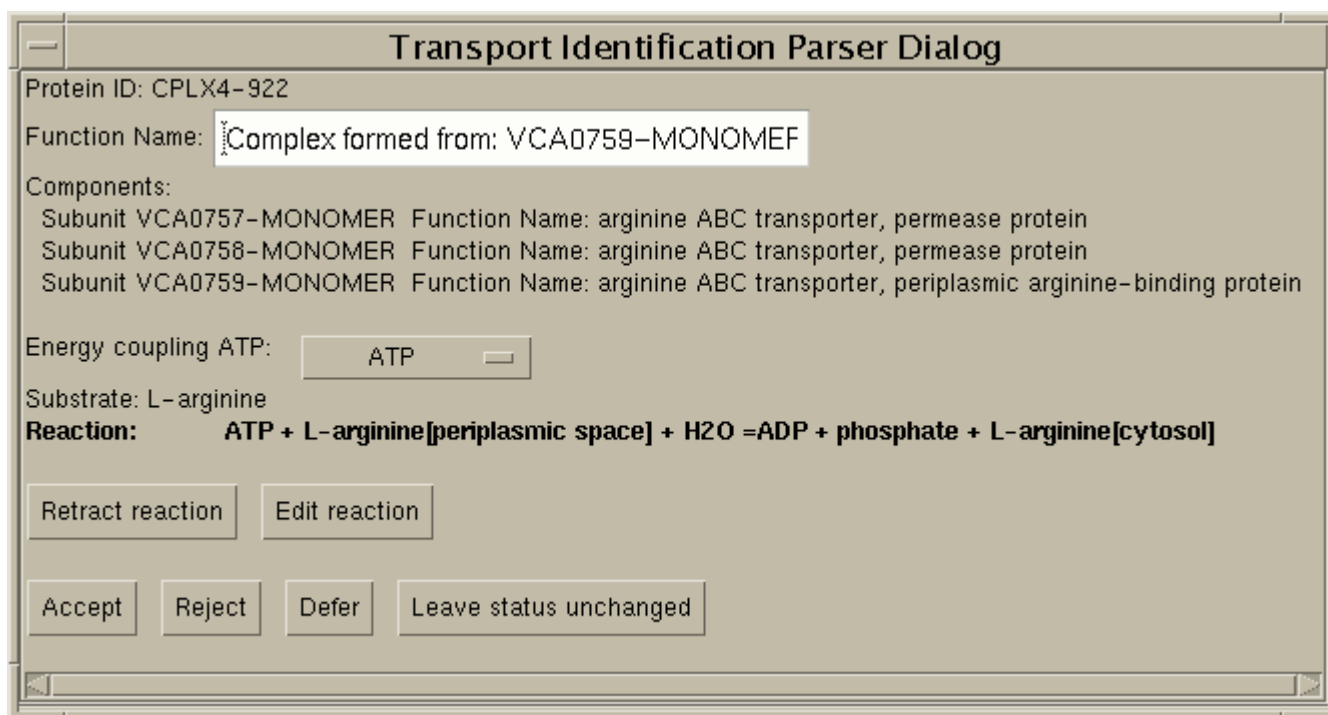 Transport Identification Parser Dialog
Protein ID: CPLX4-922
Function Name: Complex formed from: VCA0759-MONOMER
Components:
Subunit VCA0757-MONOMER Function Name: arginine ABC transporter, permease protein
Subunit VCA0758-MONOMER Function Name: arginine ABC transporter, permease protein
Subunit VCA0759-MONOMER Function Name: arginine ABC transporter, periplasmic arginine-binding protein
Energy coupling ATP: ATP
Substrate: L-arginine
Reaction: ATP + L-arginine[periplasmic space] + H2O =ADP + phosphate + L-arginine[cytosol]
Retract reaction Edit reaction
Accept Reject Defer Leave status unchanged